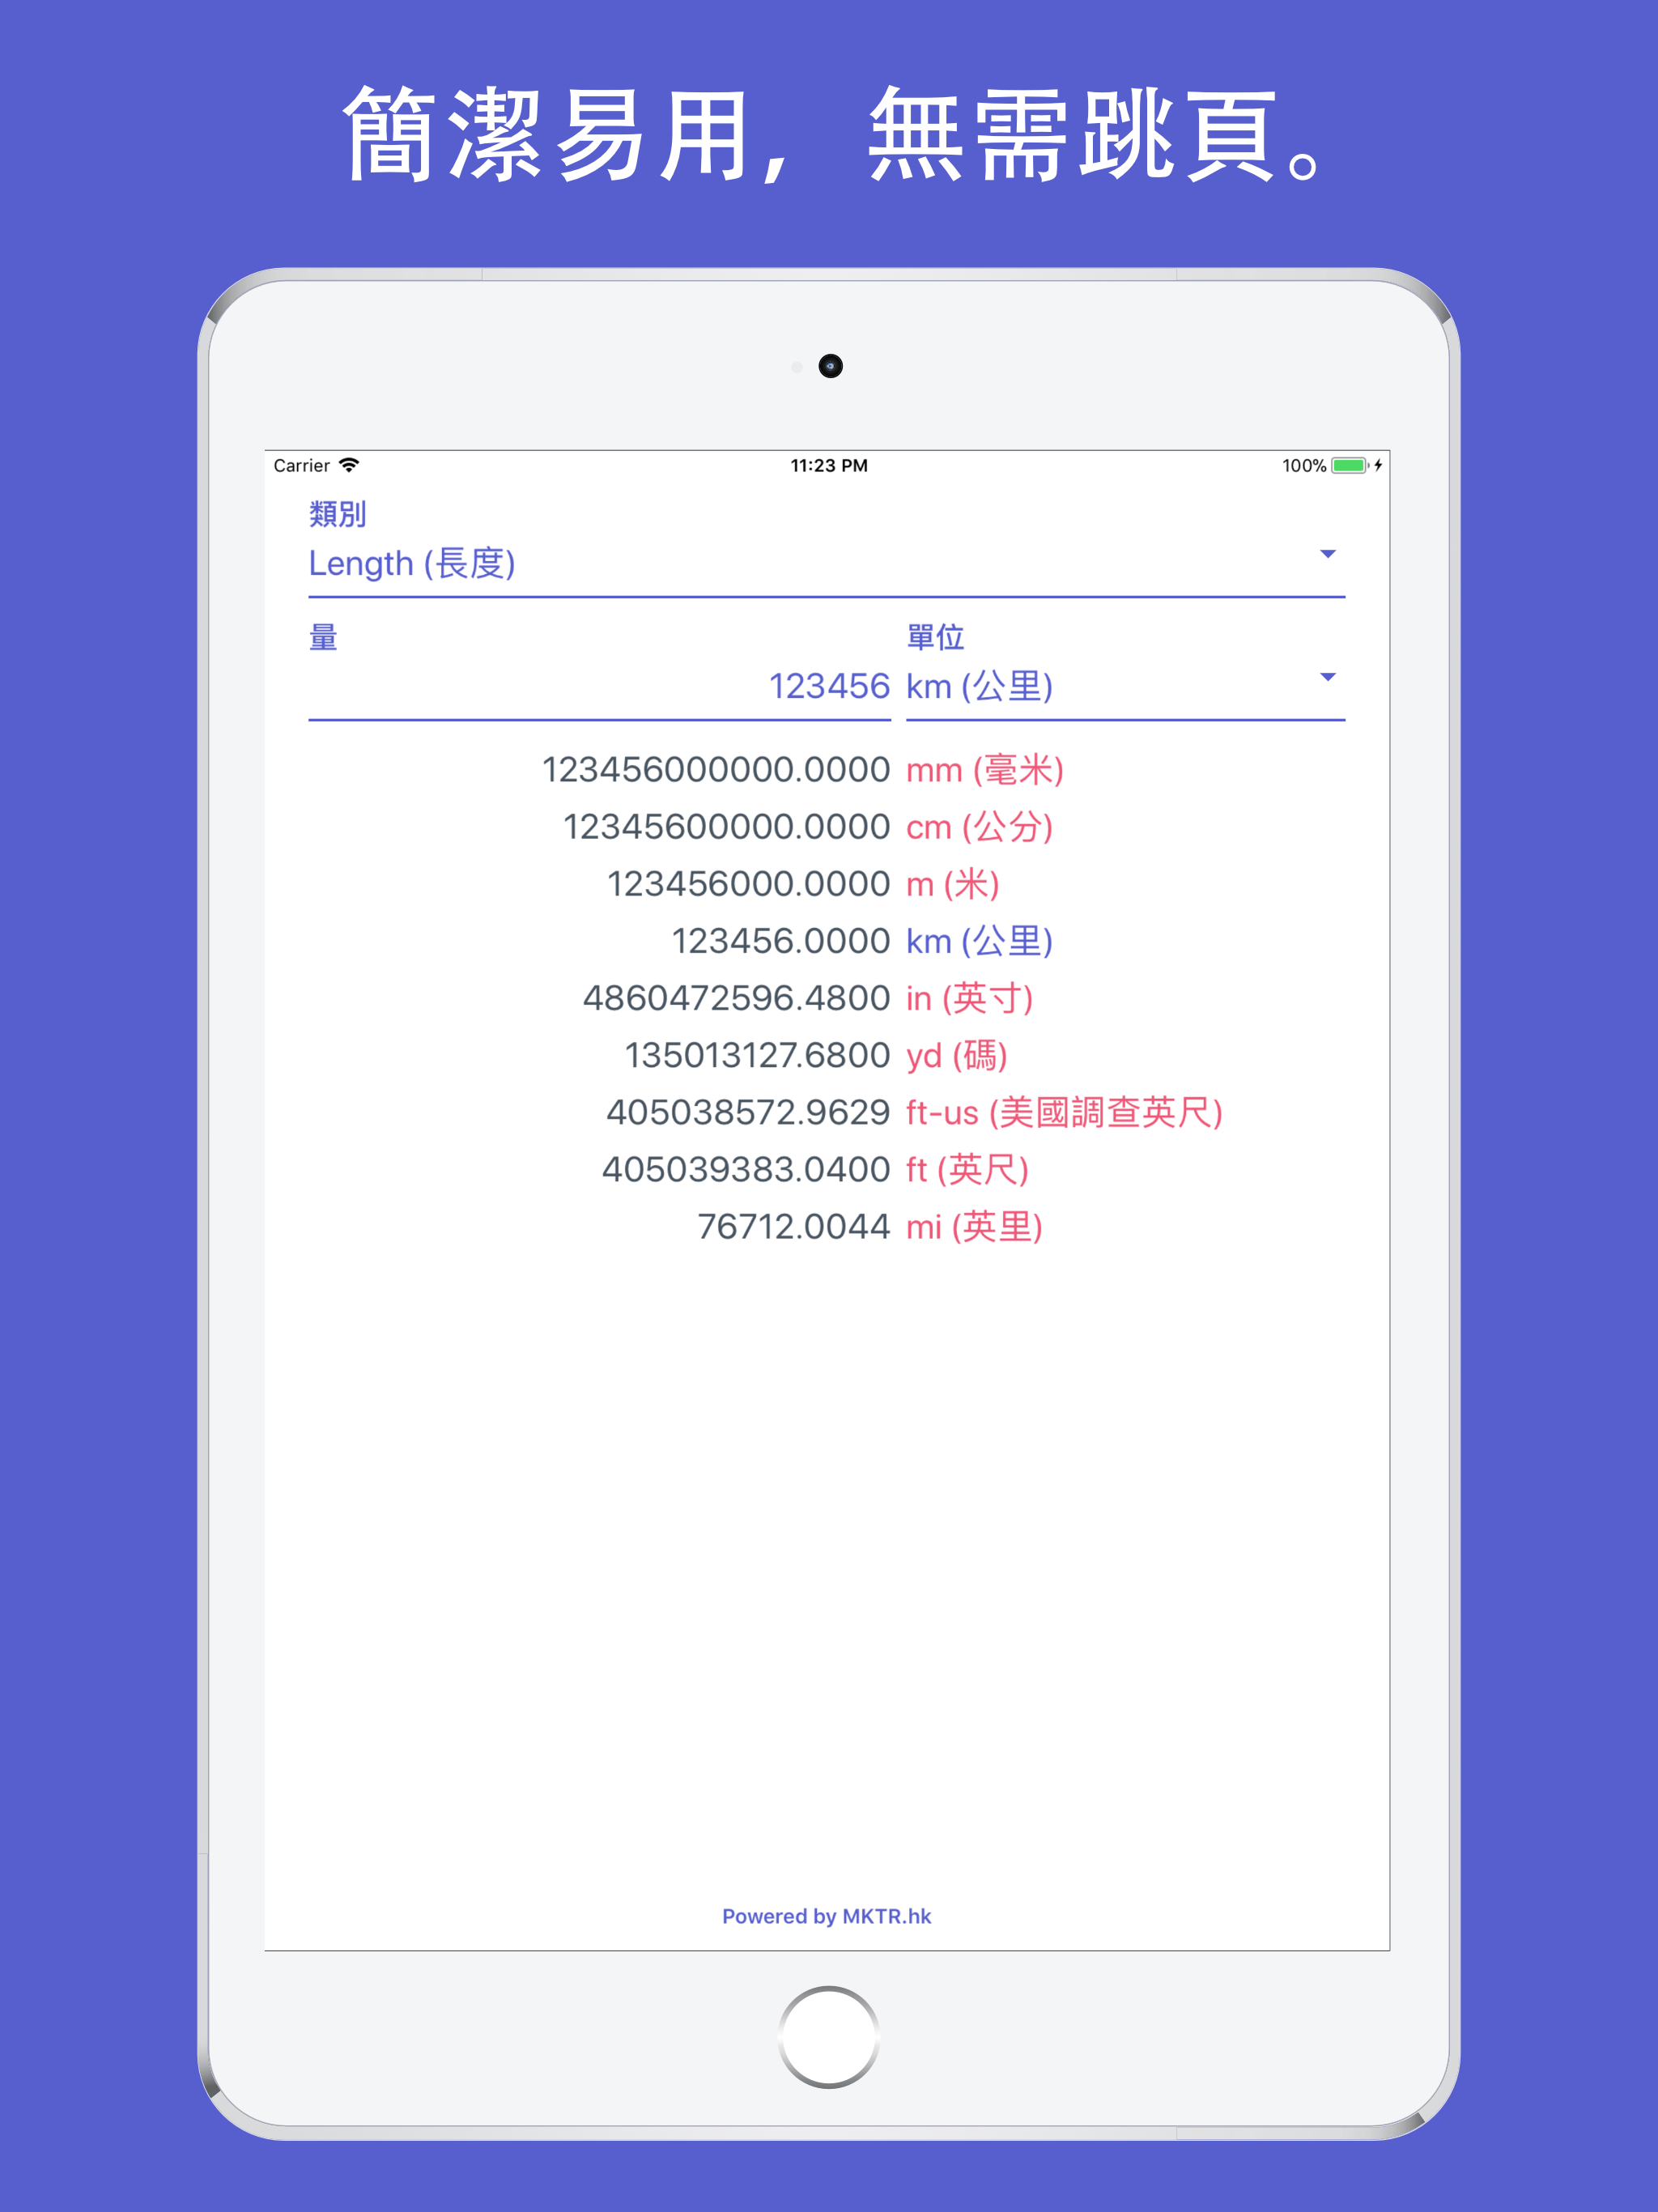 簡潔易用, 無需跳頁。
Carrier 11:23 PM 100%
類別
Length (長度)
量 單位
123456 km (公里)
123456000000.0000 mm (毫米)
12345600000.0000 cm (公分)
123456000.0000 m (米)
123456.0000 km (公里)
4860472596.4800 in (英寸)
135013127.6800 yd (碼)
405038572.9629 ft-us (美國調查英尺)
405039383.0400 ft (英尺)
76712.0044 mi (英里)
Powered by MKTR.hk